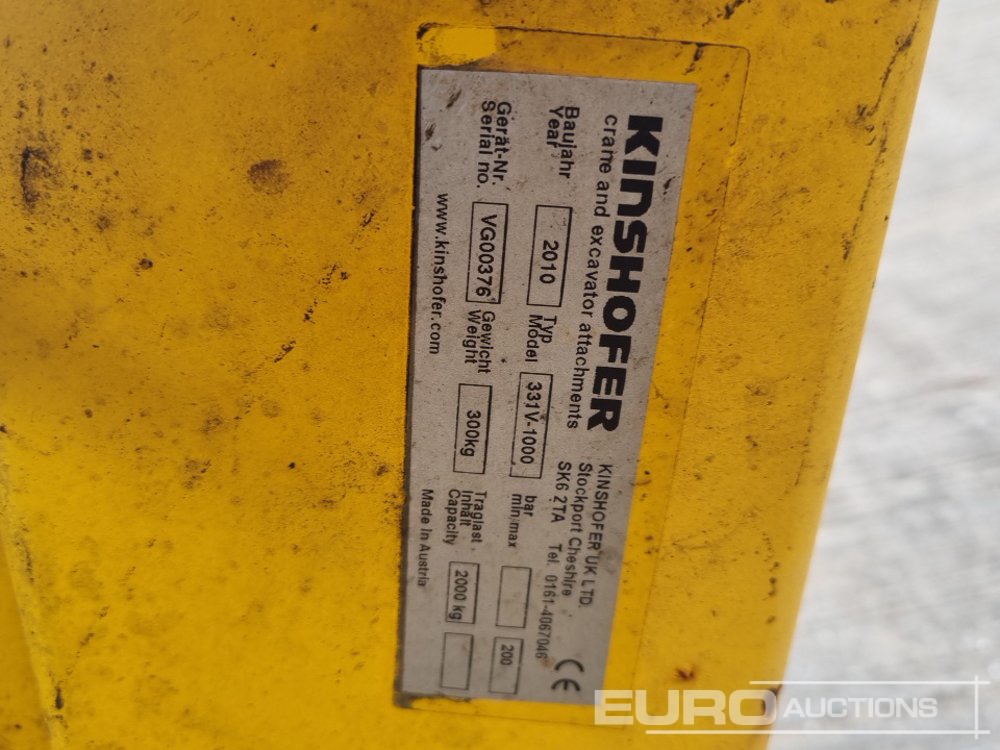 KINSHOFER
crane and excavator attachments
KINSHOFER UK LTD.
Stockport Cheshire
SK6 2TA Tel. 0161-4067046
CE
Baujahr
Year
2010
Typ
Model
331V-1000
bar
min.max
200
Gerät-Nr.
Serial no.
VG00376
Gewicht
Weight
300kg
Traglast
Inhalt
Capacity
2000 kg
www.kinshofer.com
Made in Austria
EURO AUCTIONS